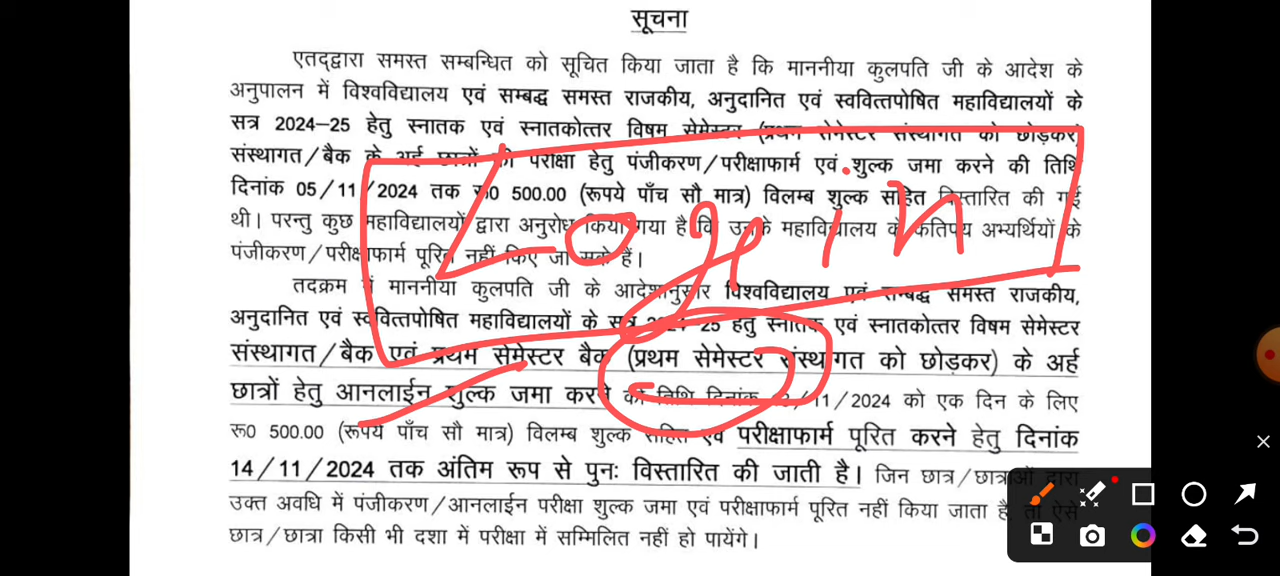 सूचना
एतद्द्वारा समस्त सम्बन्धित को सूचित किया जाता है कि माननीया कुलपति जी के आदेश के
अनुपालन में विश्वविद्यालय एवं सम्बद्ध समस्त राजकीय, अनुदानित एवं स्ववित्तपोषित महाविद्यालयों के
सत्र 2024–25 हेतु स्नातक एवं स्नातकोत्तर विषम सेमेस्टर (प्रथम सेमेस्टर संस्थागत को छोड़कर)
संस्थागत/बैक के अर्ह छात्रों की परीक्षा हेतु पंजीकरण/परीक्षाफार्म एवं शुल्क जमा करने की तिथि
दिनांक 05/11/2024 तक रू0 500.00 (रूपये पाँच सौ मात्र) विलम्ब शुल्क सहित विस्तारित की गई
थी। परन्तु कुछ महाविद्यालयों द्वारा अनुरोध किया गया है कि उनके महाविद्यालय के कतिपय अभ्यर्थियों के
पंजीकरण/परीक्षाफार्म पूरित नहीं किए जा सके हैं।
Login
तदक्रम में माननीया कुलपति जी के आदेशानुसार विश्वविद्यालय एवं सम्बद्ध समस्त राजकीय,
अनुदानित एवं स्ववित्तपोषित महाविद्यालयों के सत्र 2024–25 हेतु स्नातक एवं स्नातकोत्तर विषम सेमेस्टर
संस्थागत/बैक एवं प्रथम सेमेस्टर बैक (प्रथम सेमेस्टर संस्थागत को छोड़कर) के अर्ह
छात्रों हेतु आनलाईन शुल्क जमा करने की तिथि दिनांक /11/2024 को एक दिन के लिए
रू0 500.00 (रूपये पाँच सौ मात्र) विलम्ब शुल्क सहित एवं परीक्षाफार्म पूरित करने हेतु दिनांक
14/11/2024 तक अंतिम रूप से पुनः विस्तारित की जाती है। जिन छात्र/छात्राओं द्वारा
उक्त अवधि में पंजीकरण/आनलाईन परीक्षा शुल्क जमा एवं परीक्षाफार्म पूरित नहीं किया जाता है, तो ऐसे
छात्र/छात्रा किसी भी दशा में परीक्षा में सम्मिलित नहीं हो पायेंगे।